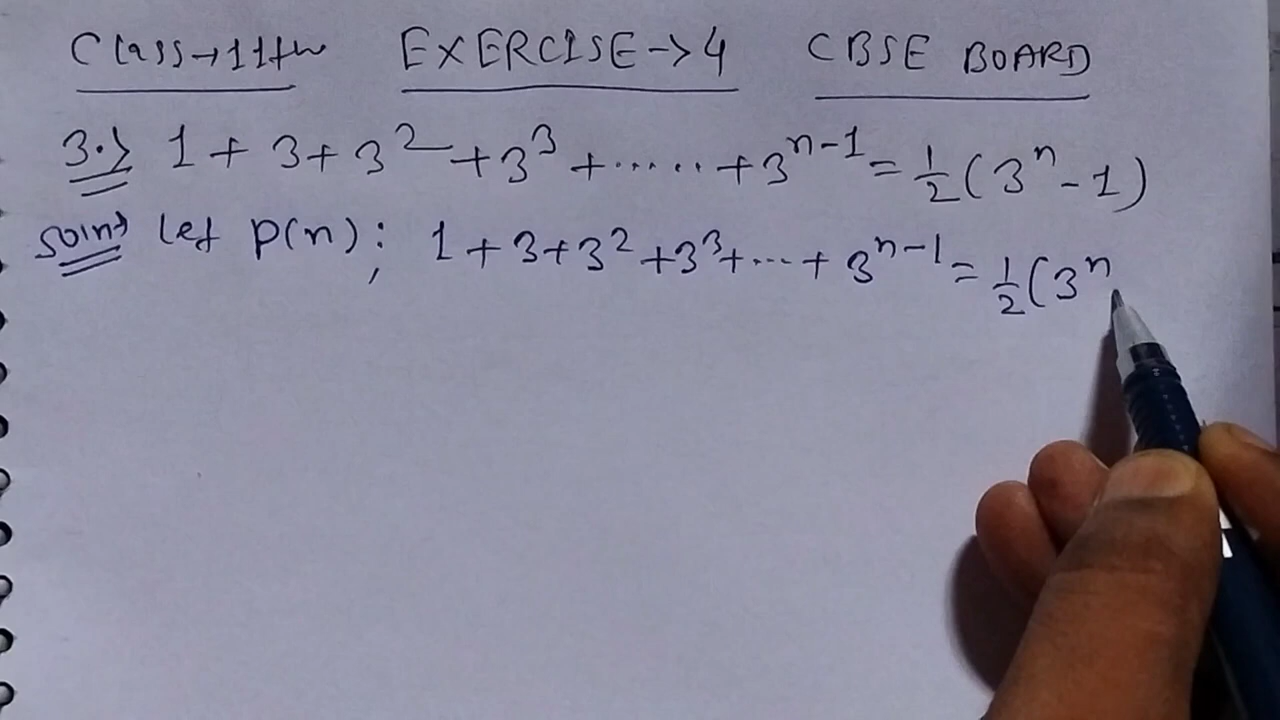 Class→11th EXERCISE→4 CBSE BOARD
3.> 1 + 3 + 3² + 3³ + ..... + 3ⁿ⁻¹ = 1/2 (3ⁿ - 1)
Soln> Let P(n): 1 + 3 + 3² + 3³ + ... + 3ⁿ⁻¹ = 1/2 (3ⁿ